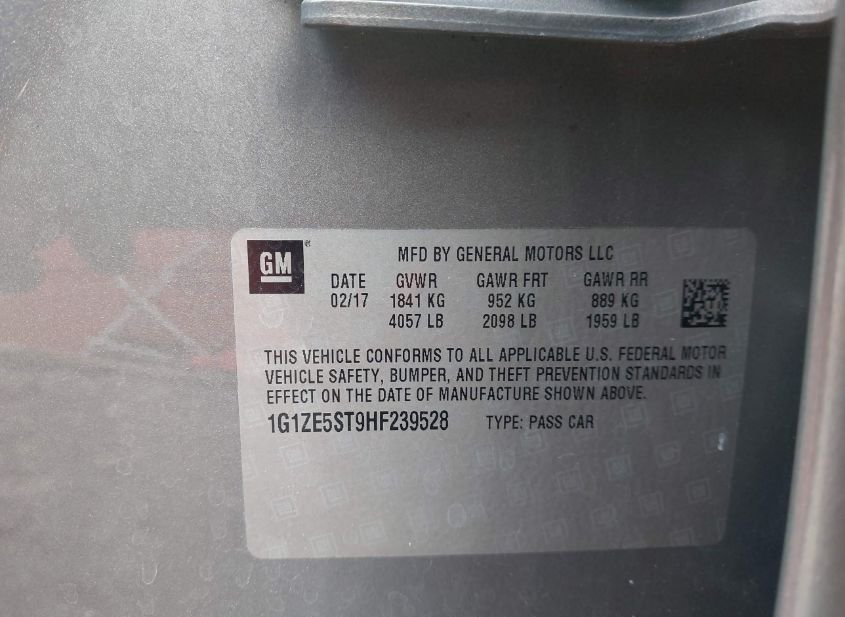 GM®
MFD BY GENERAL MOTORS LLC
DATE GVWR GAWR FRT GAWR RR
02/17 1841 KG 952 KG 889 KG
4057 LB 2098 LB 1959 LB
THIS VEHICLE CONFORMS TO ALL APPLICABLE U.S. FEDERAL MOTOR
VEHICLE SAFETY, BUMPER, AND THEFT PREVENTION STANDARDS IN
EFFECT ON THE DATE OF MANUFACTURE SHOWN ABOVE.
1G1ZE5ST9HF239528 TYPE: PASS CAR